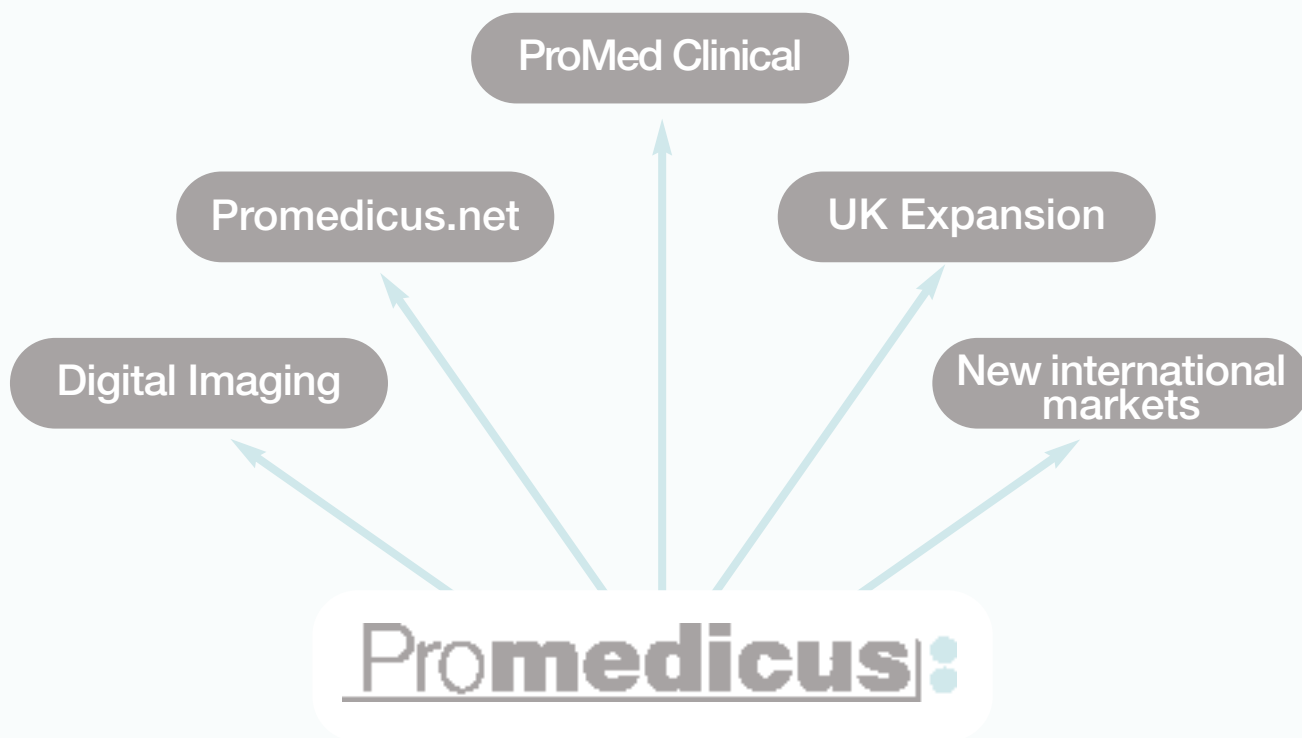 ProMed Clinical
Promedicus.net
UK Expansion
Digital Imaging
New international
markets
Promedicus